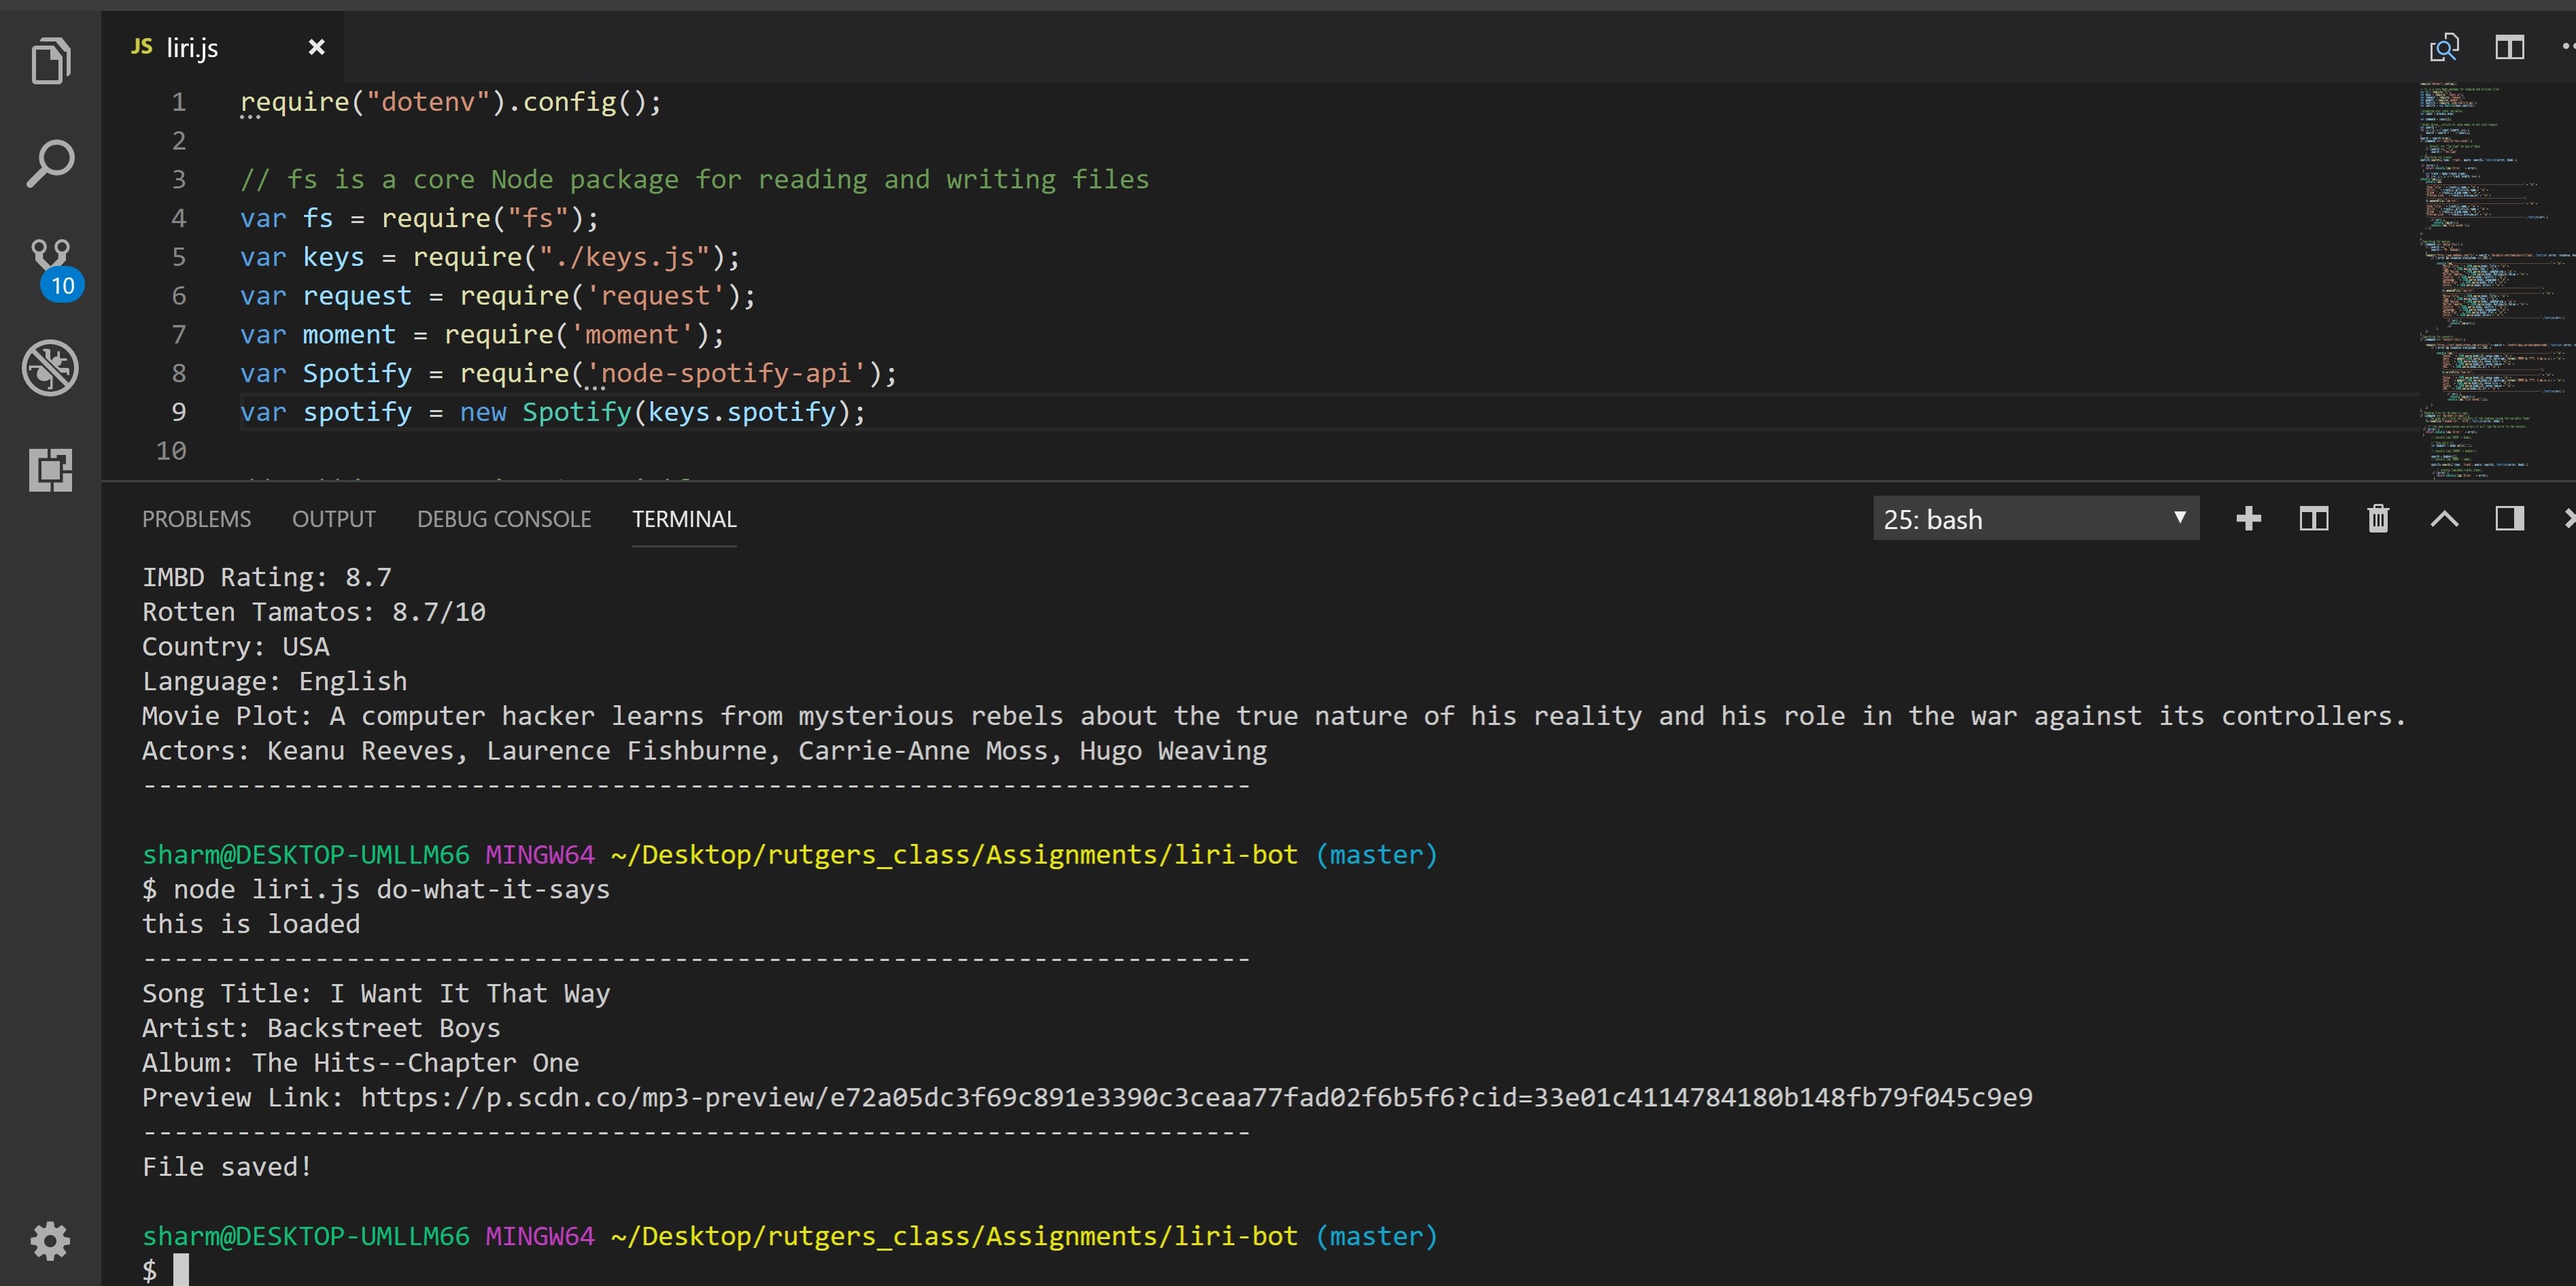 JS liri.js
1 require("dotenv").config();
2
3 // fs is a core Node package for reading and writing files
4 var fs = require("fs");
5 var keys = require("./keys.js");
6 var request = require('request');
7 var moment = require('moment');
8 var Spotify = require('node-spotify-api');
9 var spotify = new Spotify(keys.spotify);
10
10
PROBLEMS OUTPUT DEBUG CONSOLE TERMINAL 25: bash
IMBD Rating: 8.7
Rotten Tamatos: 8.7/10
Country: USA
Language: English
Movie Plot: A computer hacker learns from mysterious rebels about the true nature of his reality and his role in the war against its controllers.
Actors: Keanu Reeves, Laurence Fishburne, Carrie-Anne Moss, Hugo Weaving
-----------------------------------------------------------------------
sharm@DESKTOP-UMLLM66 MINGW64 ~/Desktop/rutgers_class/Assignments/liri-bot (master)
$ node liri.js do-what-it-says
this is loaded
-----------------------------------------------------------------------
Song Title: I Want It That Way
Artist: Backstreet Boys
Album: The Hits--Chapter One
Preview Link: https://p.scdn.co/mp3-preview/e72a05dc3f69c891e3390c3ceaa77fad02f6b5f6?cid=33e01c4114784180b148fb79f045c9e9
-----------------------------------------------------------------------
File saved!
sharm@DESKTOP-UMLLM66 MINGW64 ~/Desktop/rutgers_class/Assignments/liri-bot (master)
$